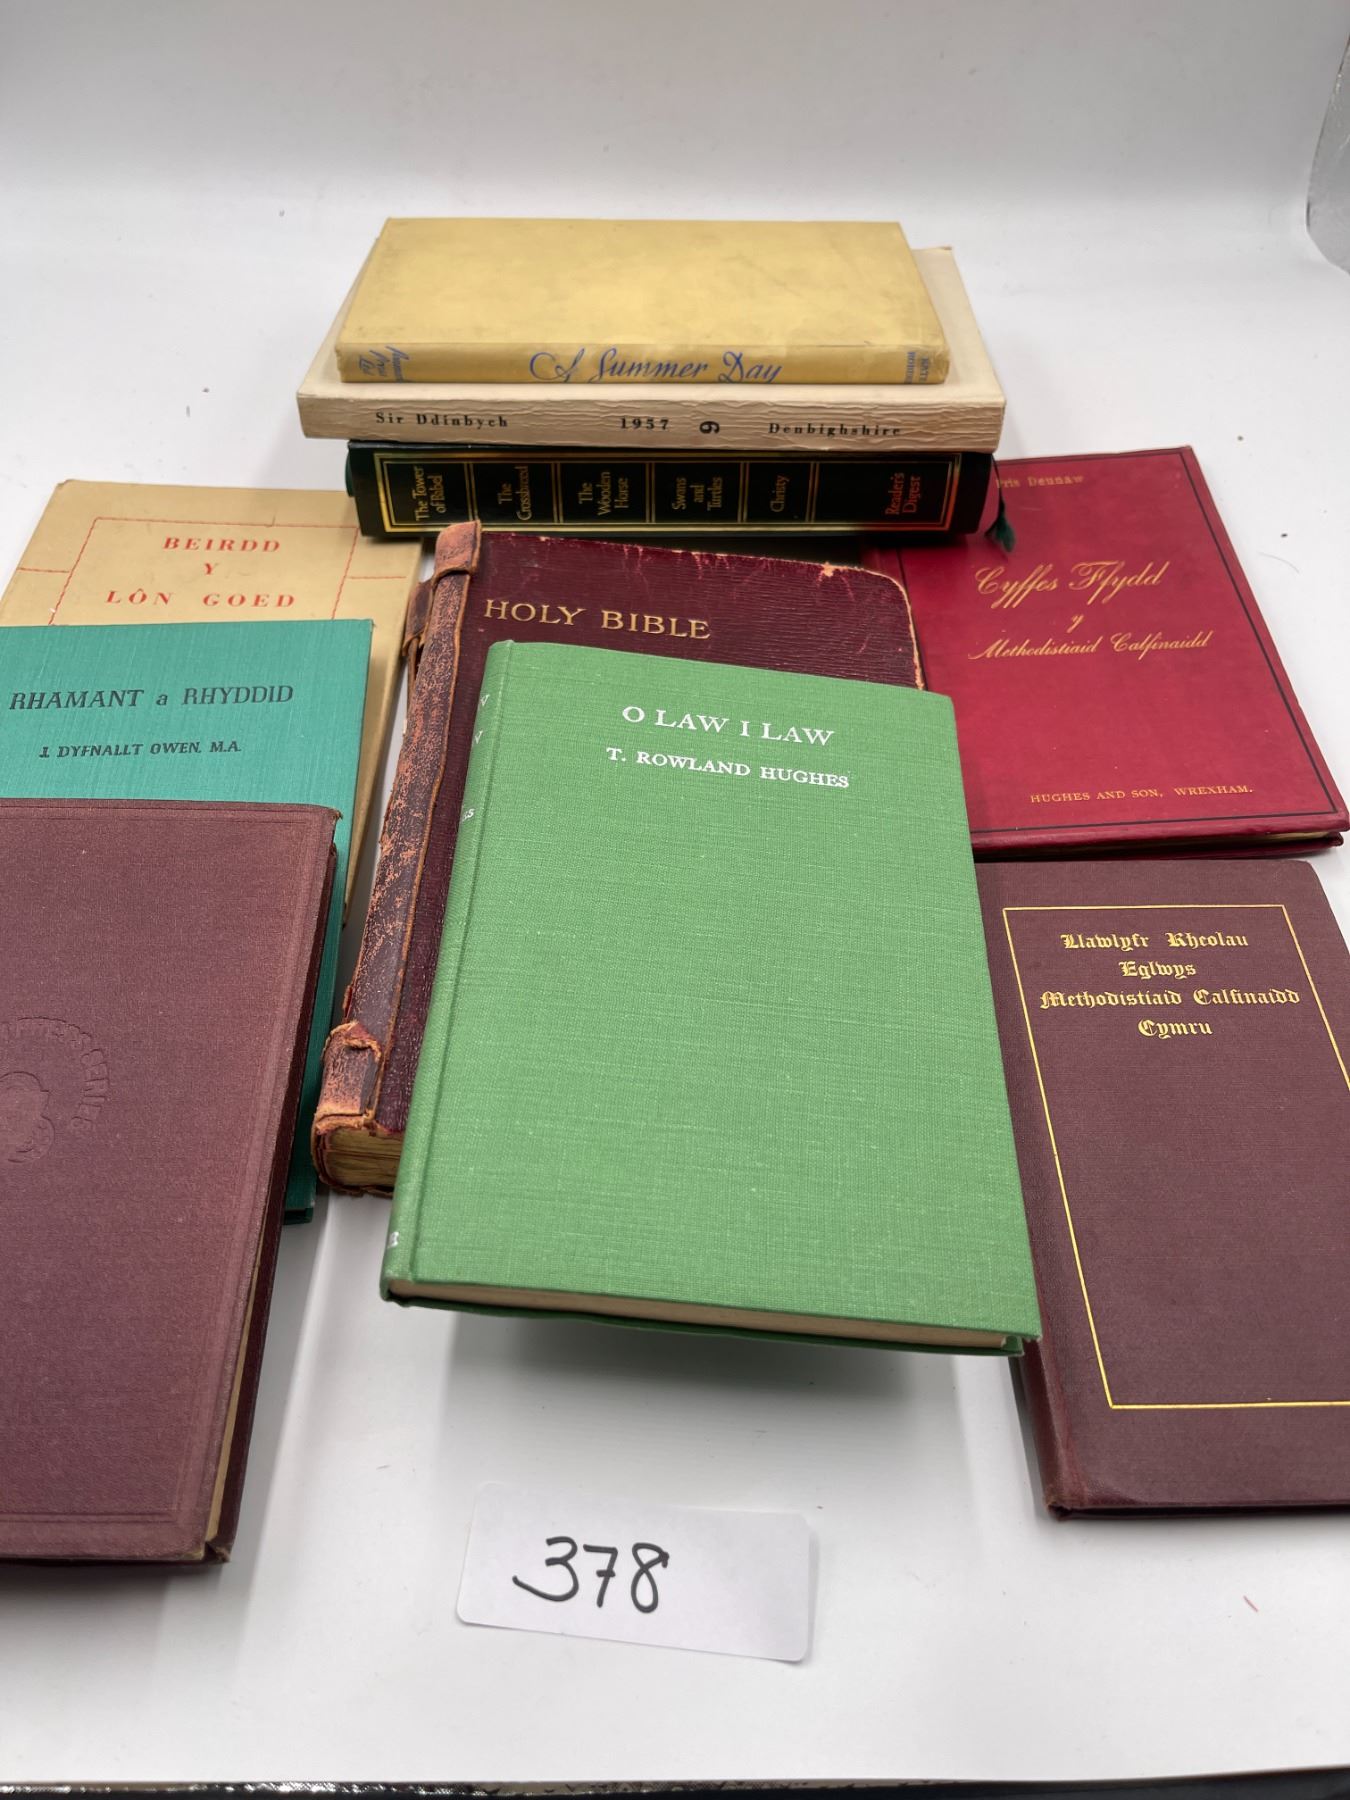 A Summer Day
Sir Ddinbych 1957 9 Denbighshire
The Tower
of Babel
The
Crossbreed
The
Wooden
Horse
Swans
and
Turtles
Christy
Reader's
Digest
BEIRDD
Y
LÔN GOED
RHAMANT a RHYDDID
J. DYFNALLT OWEN, M.A.
HOLY BIBLE
O LAW I LAW
T. ROWLAND HUGHES
Pris Deunaw
Cyffes Ffydd
y
Methodistiaid Calfinaidd
HUGHES AND SON, WREXHAM.
Llawlyfr Rheolau
Eglwys
Methodistiaid Calfinaidd
Cymru
378